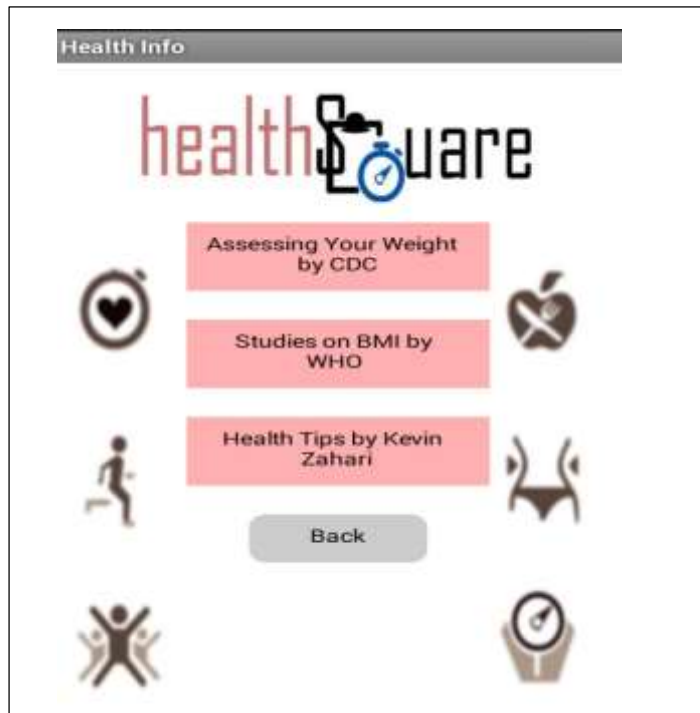 Health Info
healthSquare
Assessing Your Weight
by CDC
Studies on BMI by
WHO
Health Tips by Kevin
Zahari
Back